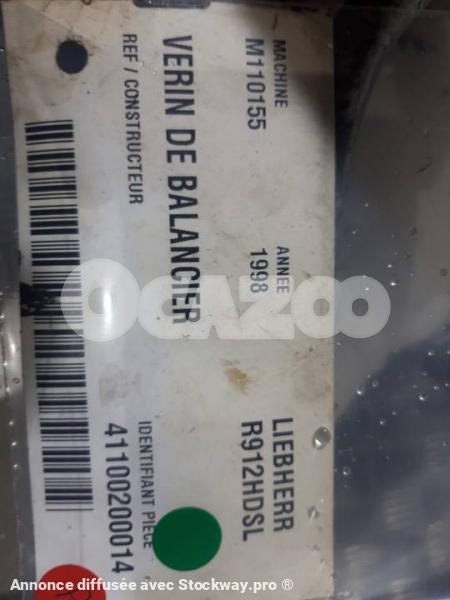 MACHINE
M110155
ANNEE
1998
LIEBHERR
R912HDSL
VERIN DE BALANCIER
REF / CONSTRUCTEUR
IDENTIFIANT PIECE
41100200014
OCAZOO
Annonce diffusée avec Stockway.pro ®